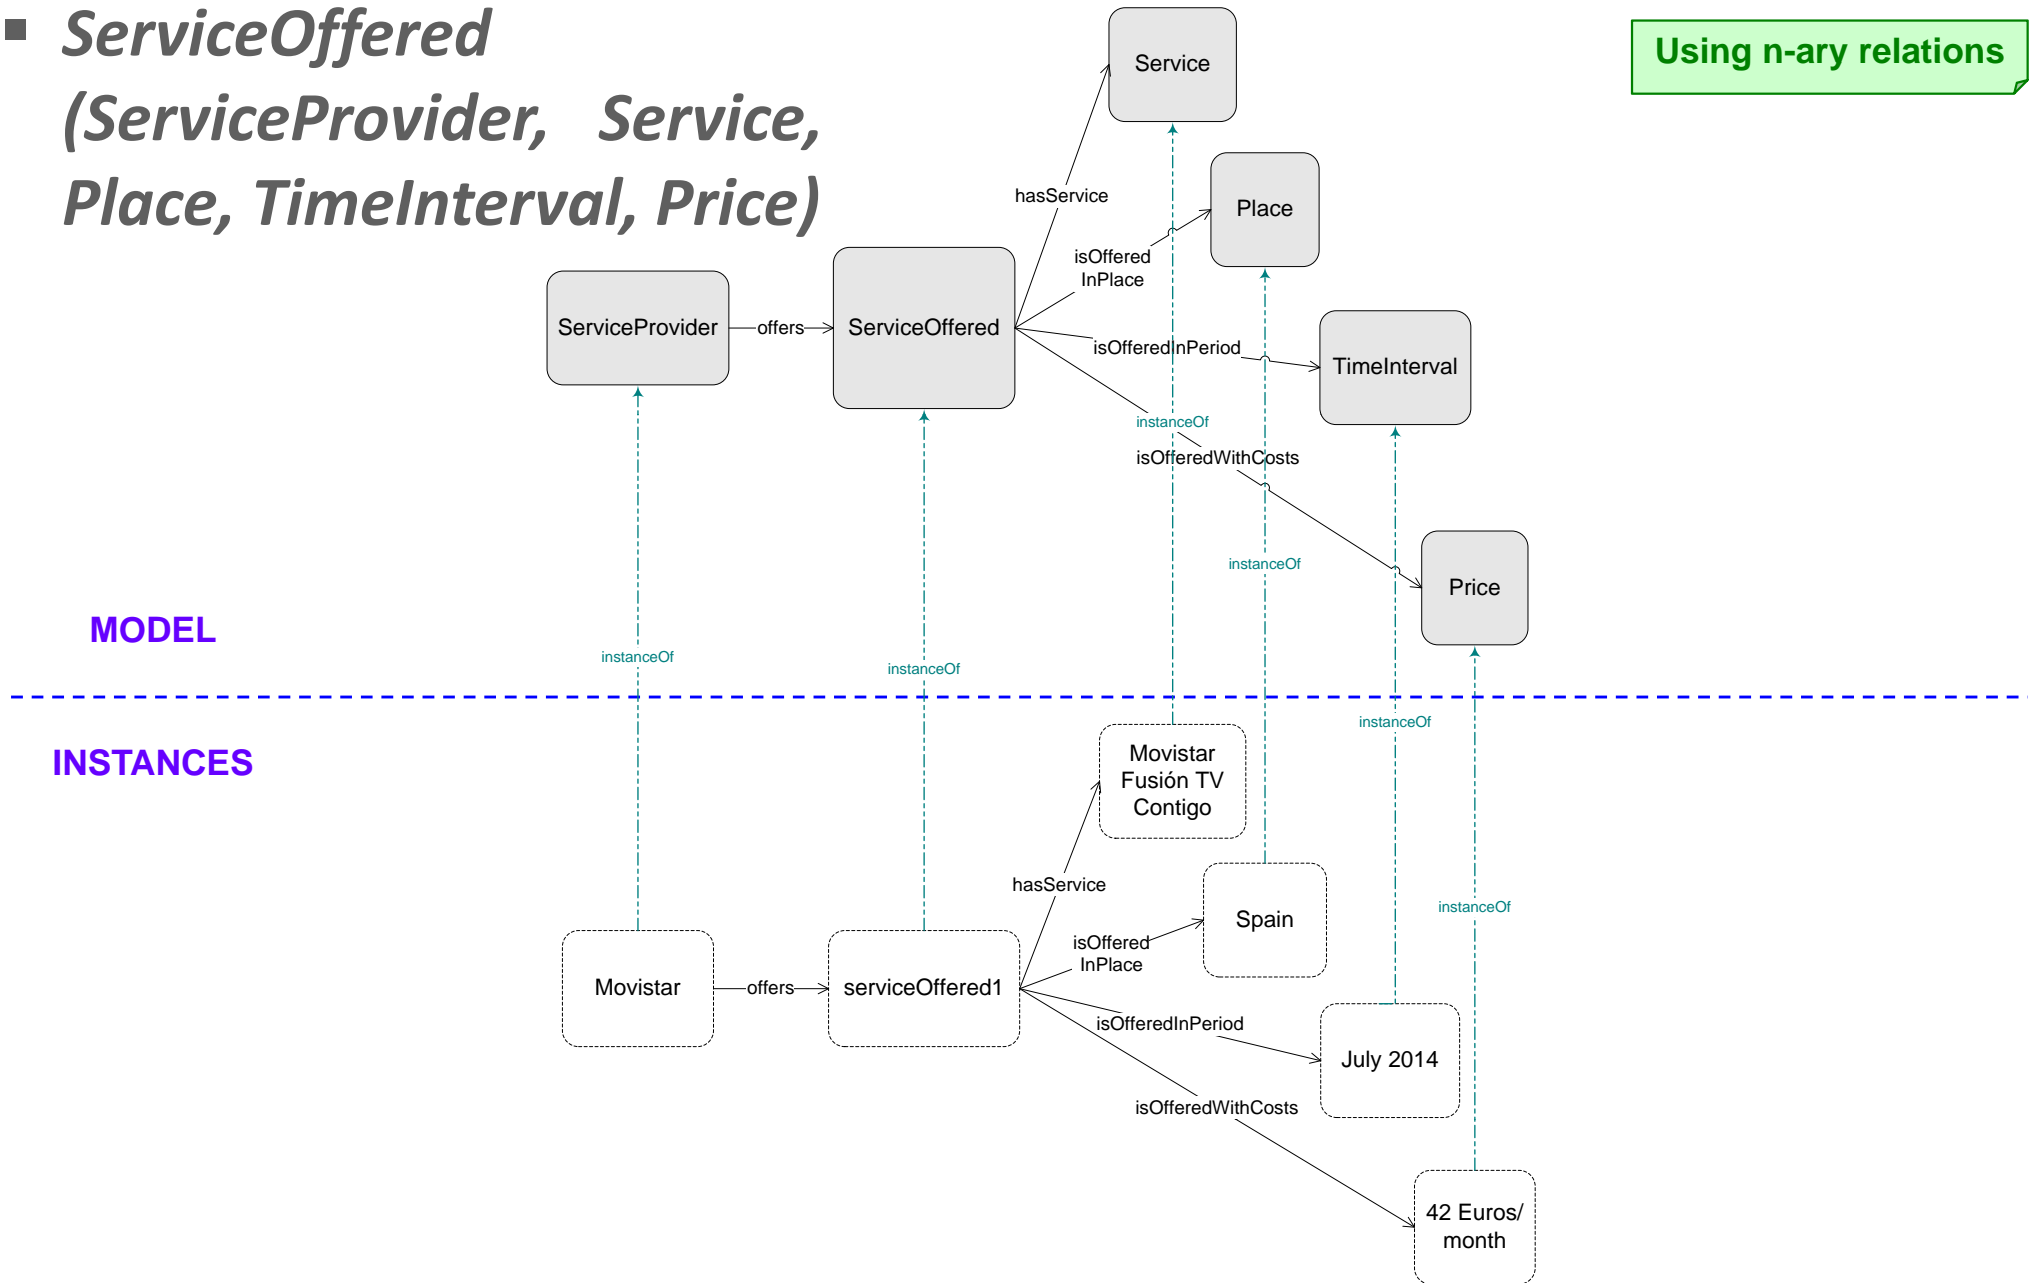 ▪ ServiceOffered
(ServiceProvider, Service,
Place, TimeInterval, Price)
Using n-ary relations
Service
hasService
Place
isOffered
InPlace
ServiceProvider
offers
ServiceOffered
isOfferedInPeriod
TimeInterval
instanceOf
isOfferedWithCosts
instanceOf
Price
MODEL
instanceOf
instanceOf
instanceOf
INSTANCES
Movistar
Fusión TV
Contigo
hasService
instanceOf
Spain
isOffered
InPlace
Movistar
offers
serviceOffered1
isOfferedInPeriod
July 2014
isOfferedWithCosts
42 Euros/
month